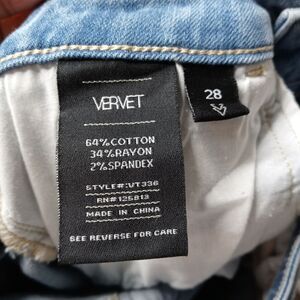 VERVET
28
64%COTTON
34%RAYON
2%SPANDEX
STYLE#:VT336
RN#125813
MADE IN CHINA
SEE REVERSE FOR CARE